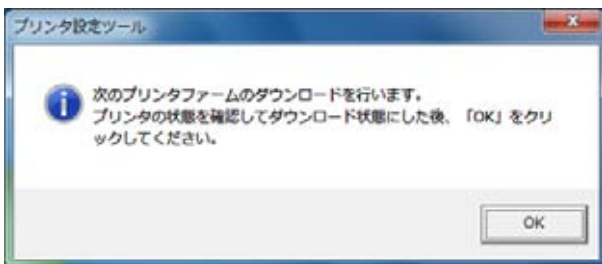 プリンタ設定ツール
次のプリンタファームのダウンロードを行います。
プリンタの状態を確認してダウンロード状態にした後、「OK」をクリ
ックしてください。
OK